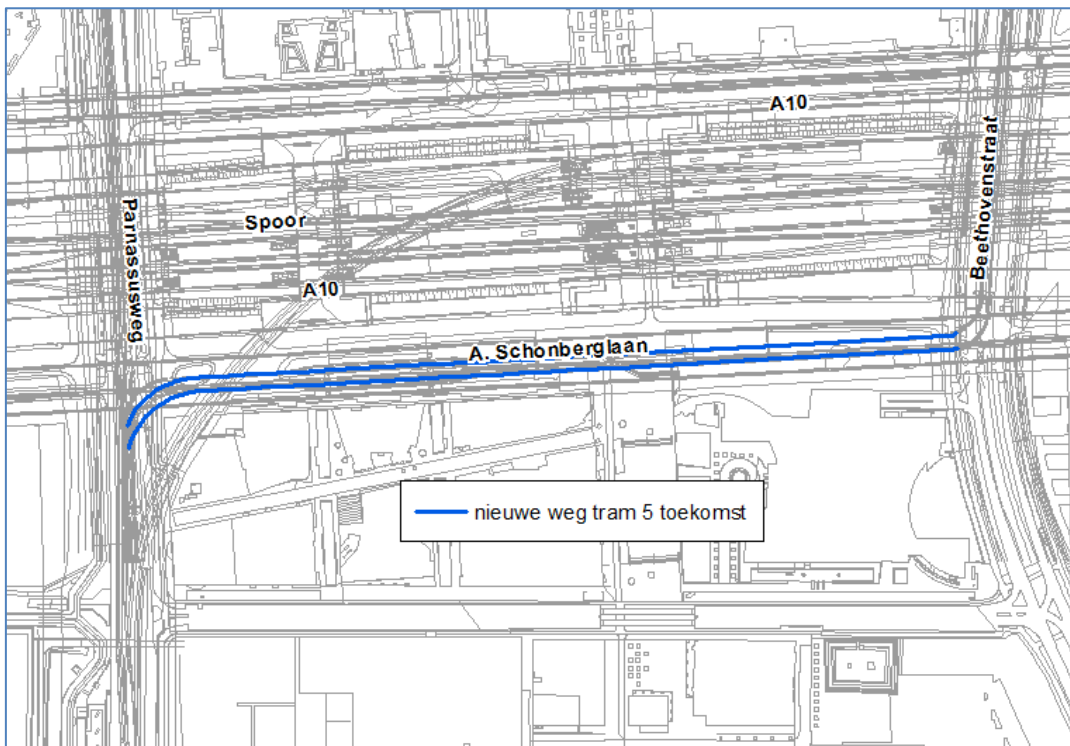 A10
Beethovenstraat
Parnassusweg
Spoor
A10
A. Schonberglaan
nieuwe weg tram 5 toekomst